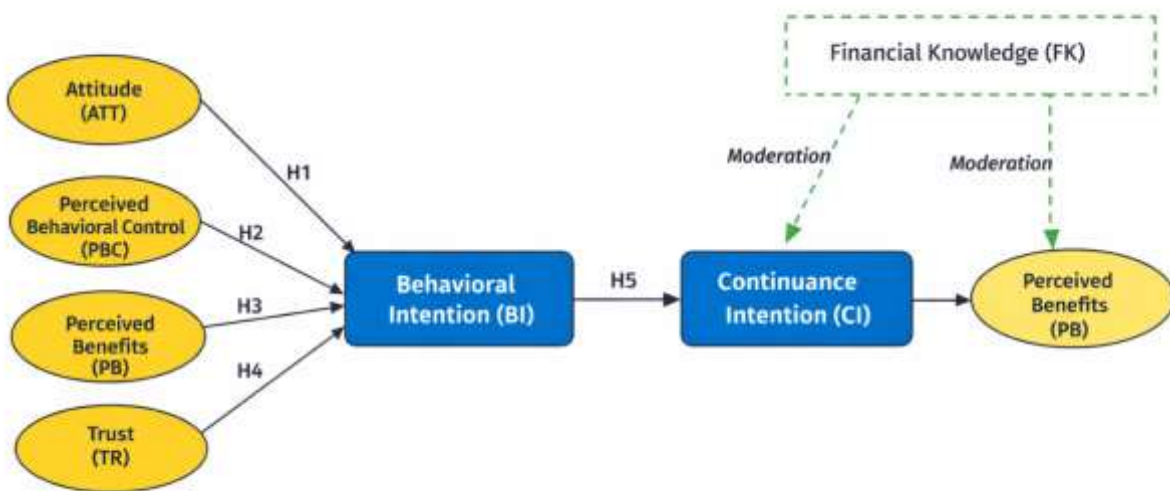 Financial Knowledge (FK)
Attitude
(ATT)
Moderation
Moderation
H1
Perceived
Behavioral Control
(PBC)
H2
Behavioral
Intention (BI)
H5
Continuance
Intention (CI)
Perceived
Benefits
(PB)
H3
Perceived
Benefits
(PB)
H4
Trust
(TR)